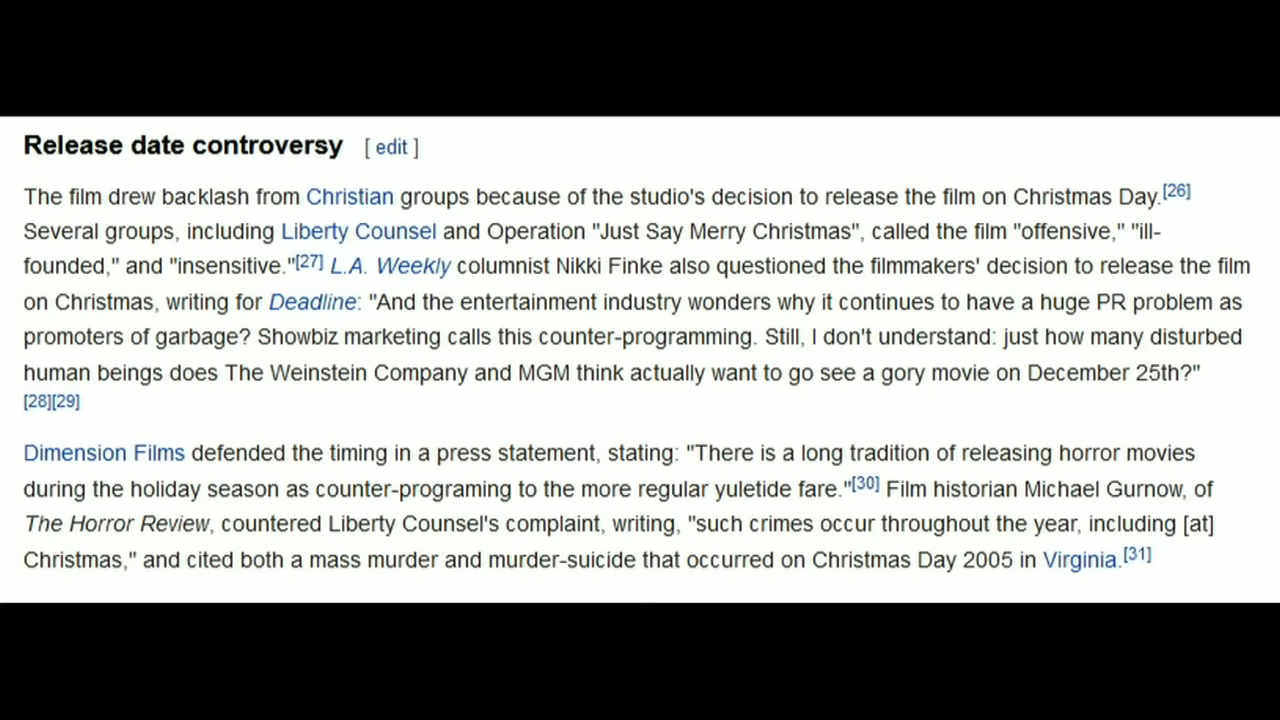 Release date controversy [ edit ]
The film drew backlash from Christian groups because of the studio's decision to release the film on Christmas Day.[26]
Several groups, including Liberty Counsel and Operation "Just Say Merry Christmas", called the film "offensive," "ill-
founded," and "insensitive."[27] L.A. Weekly columnist Nikki Finke also questioned the filmmakers' decision to release the film
on Christmas, writing for Deadline: "And the entertainment industry wonders why it continues to have a huge PR problem as
promoters of garbage? Showbiz marketing calls this counter-programming. Still, I don't understand: just how many disturbed
human beings does The Weinstein Company and MGM think actually want to go see a gory movie on December 25th?"
[28][29]
Dimension Films defended the timing in a press statement, stating: "There is a long tradition of releasing horror movies
during the holiday season as counter-programing to the more regular yuletide fare."[30] Film historian Michael Gurnow, of
The Horror Review, countered Liberty Counsel's complaint, writing, "such crimes occur throughout the year, including [at]
Christmas," and cited both a mass murder and murder-suicide that occurred on Christmas Day 2005 in Virginia.[31]